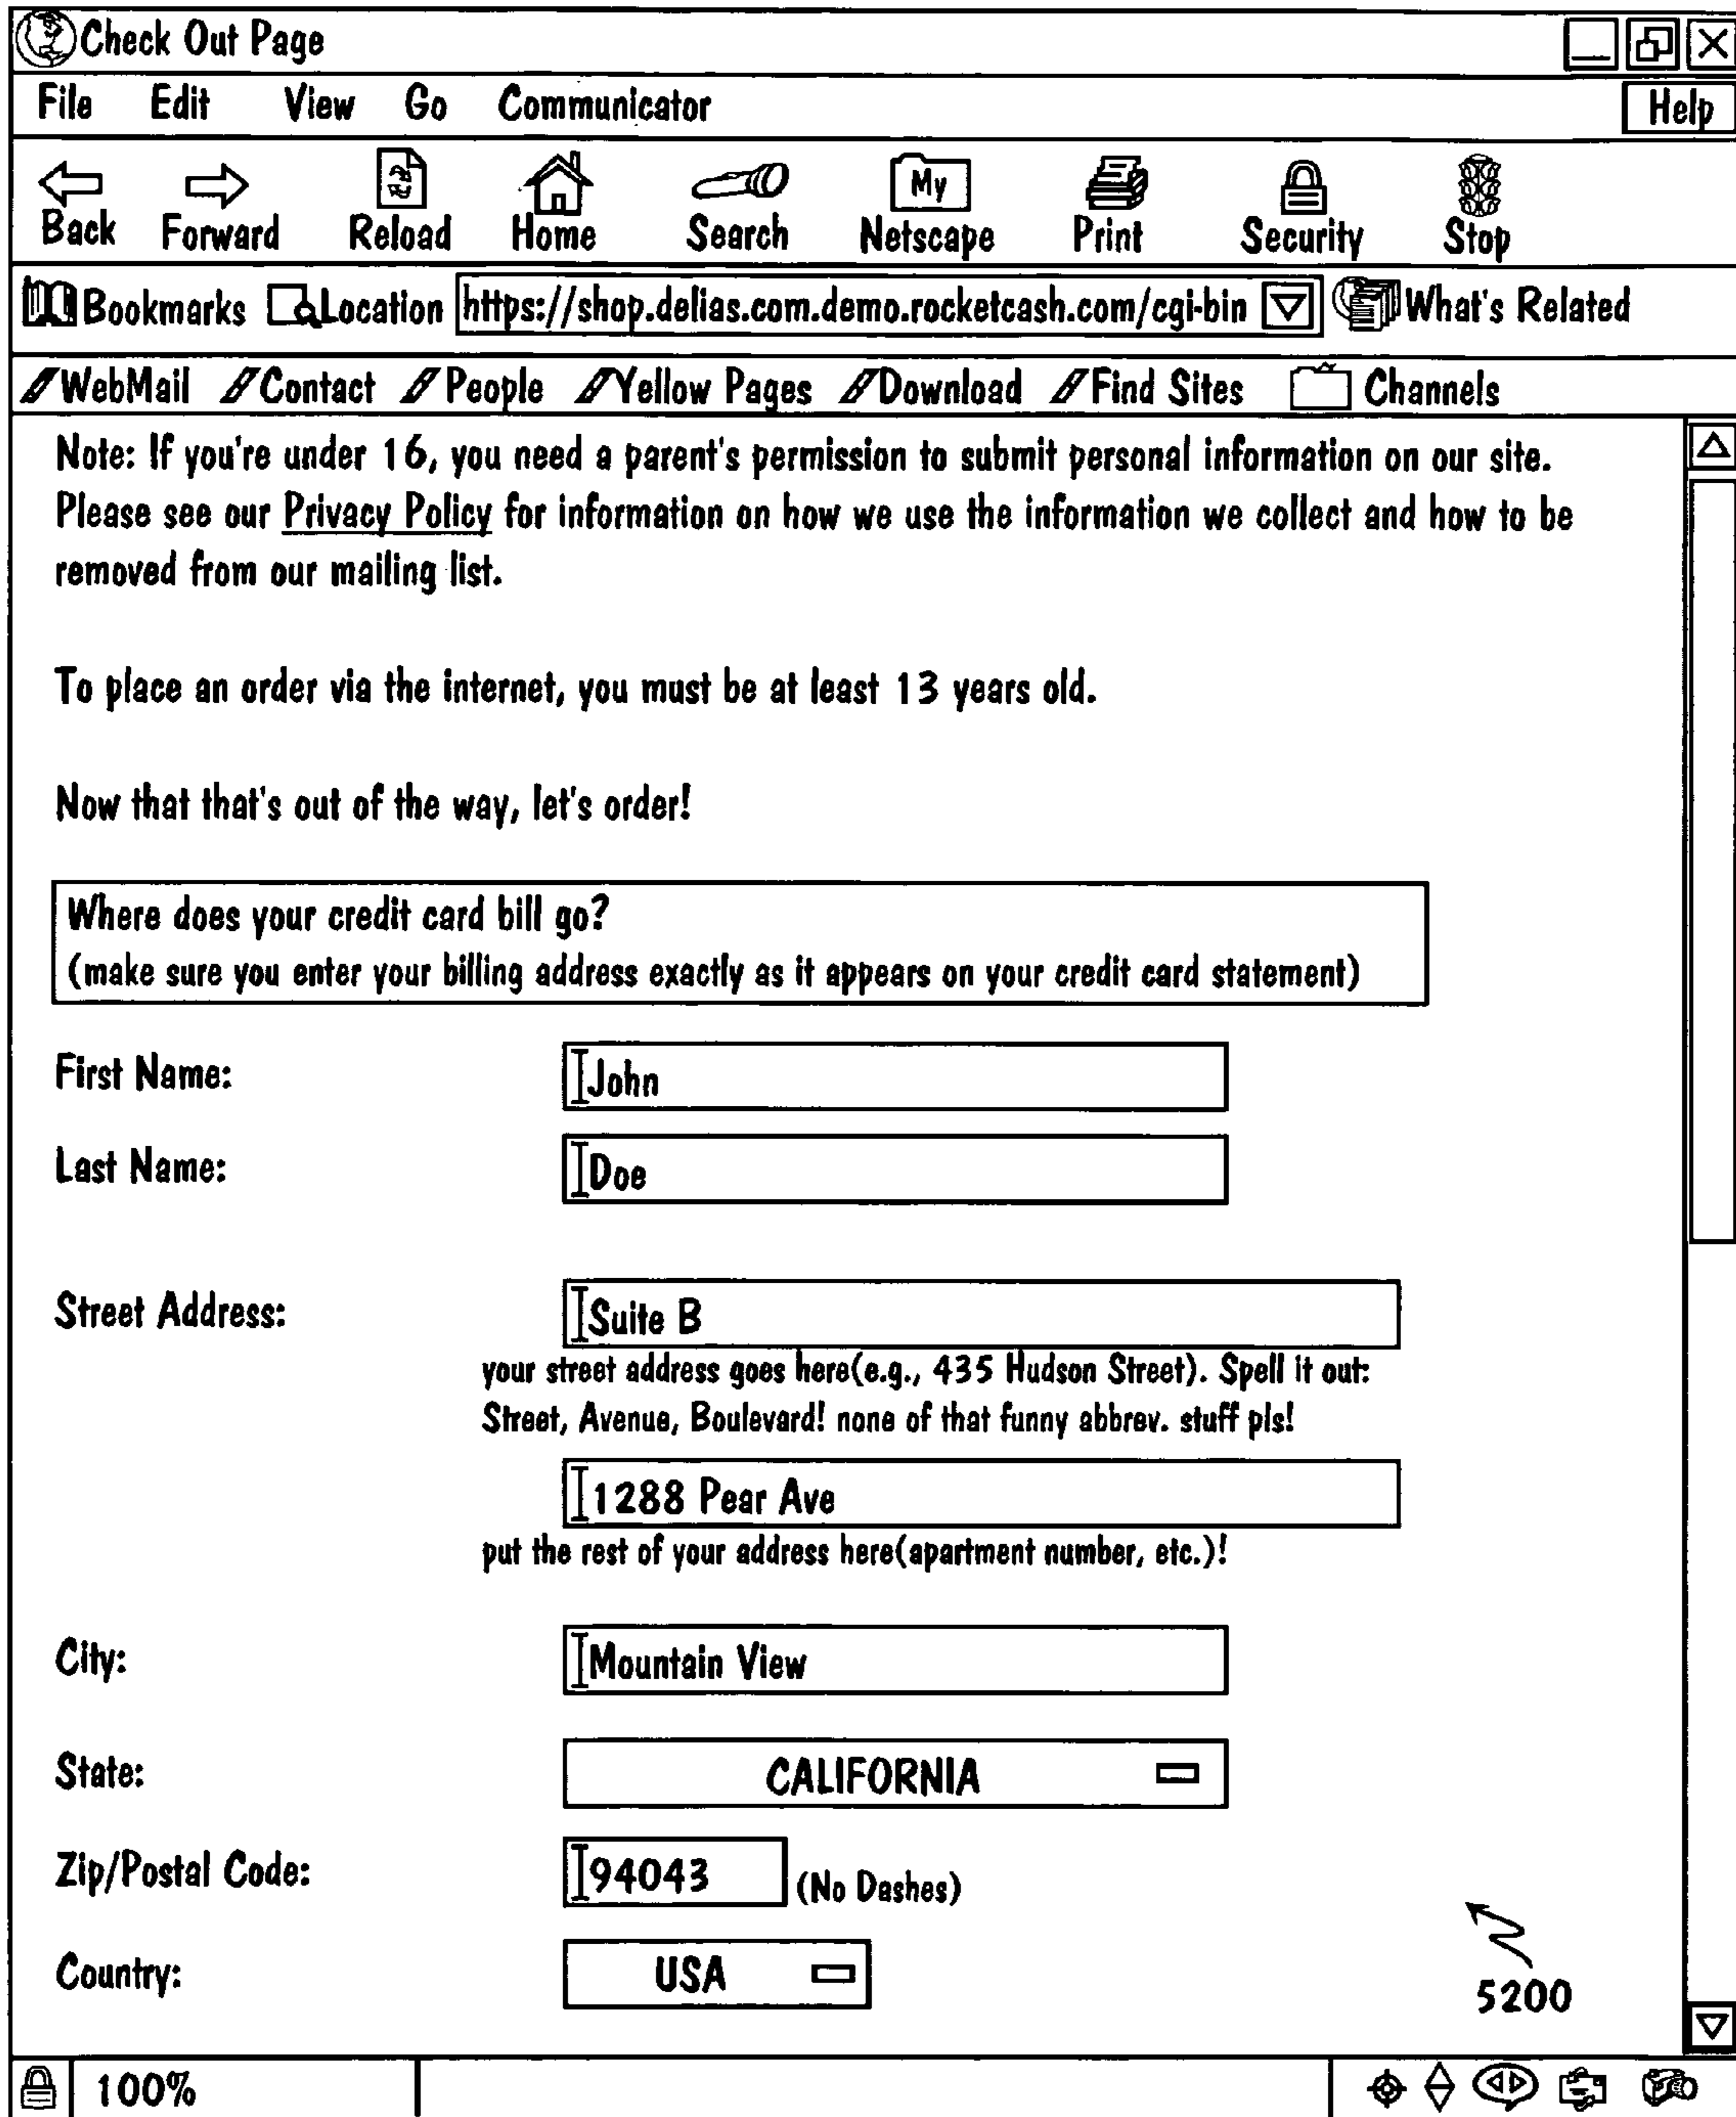 Check Out Page
File Edit View Go Communicator Help
My
Back Forward Reload Home Search Netscape Print Security Stop
Bookmarks Location https://shop.delias.com.demo.rocketcash.com/cgi-bin What's Related
WebMail Contact People Yellow Pages Download Find Sites Channels
Note: If you're under 16, you need a parent's permission to submit personal information on our site.
Please see our Privacy Policy for information on how we use the information we collect and how to be
removed from our mailing list.
To place an order via the internet, you must be at least 13 years old.
Now that that's out of the way, let's order!
Where does your credit card bill go?
(make sure you enter your billing address exactly as it appears on your credit card statement)
First Name: John
Last Name: Doe
Street Address: Suite B
your street address goes here(e.g., 435 Hudson Street). Spell it out:
Street, Avenue, Boulevard! none of that funny abbrev. stuff pls!
1288 Pear Ave
put the rest of your address here(apartment number, etc.)!
City: Mountain View
State: CALIFORNIA
Zip/Postal Code: 94043 (No Dashes)
Country: USA
5200
100%